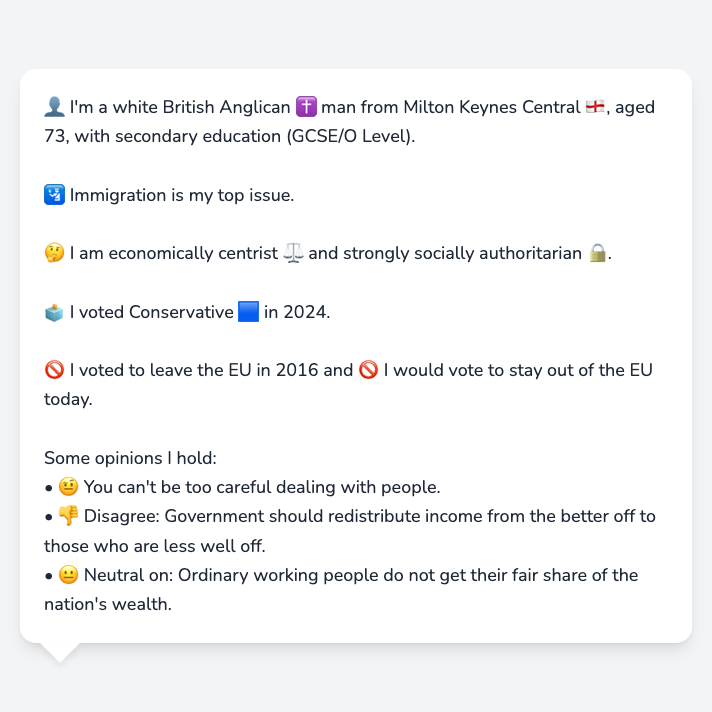 👤 I'm a white British Anglican ✝️ man from Milton Keynes Central 🏴󠁧󠁢󠁥󠁮󠁧󠁿, aged
73, with secondary education (GCSE/O Level).
🛂 Immigration is my top issue.
🤔 I am economically centrist ⚖️ and strongly socially authoritarian 🔒.
🗳️ I voted Conservative 🟦 in 2024.
🚫 I voted to leave the EU in 2016 and 🚫 I would vote to stay out of the EU
today.
Some opinions I hold:
• 🤨 You can't be too careful dealing with people.
• 👎 Disagree: Government should redistribute income from the better off to
those who are less well off.
• 😐 Neutral on: Ordinary working people do not get their fair share of the
nation's wealth.